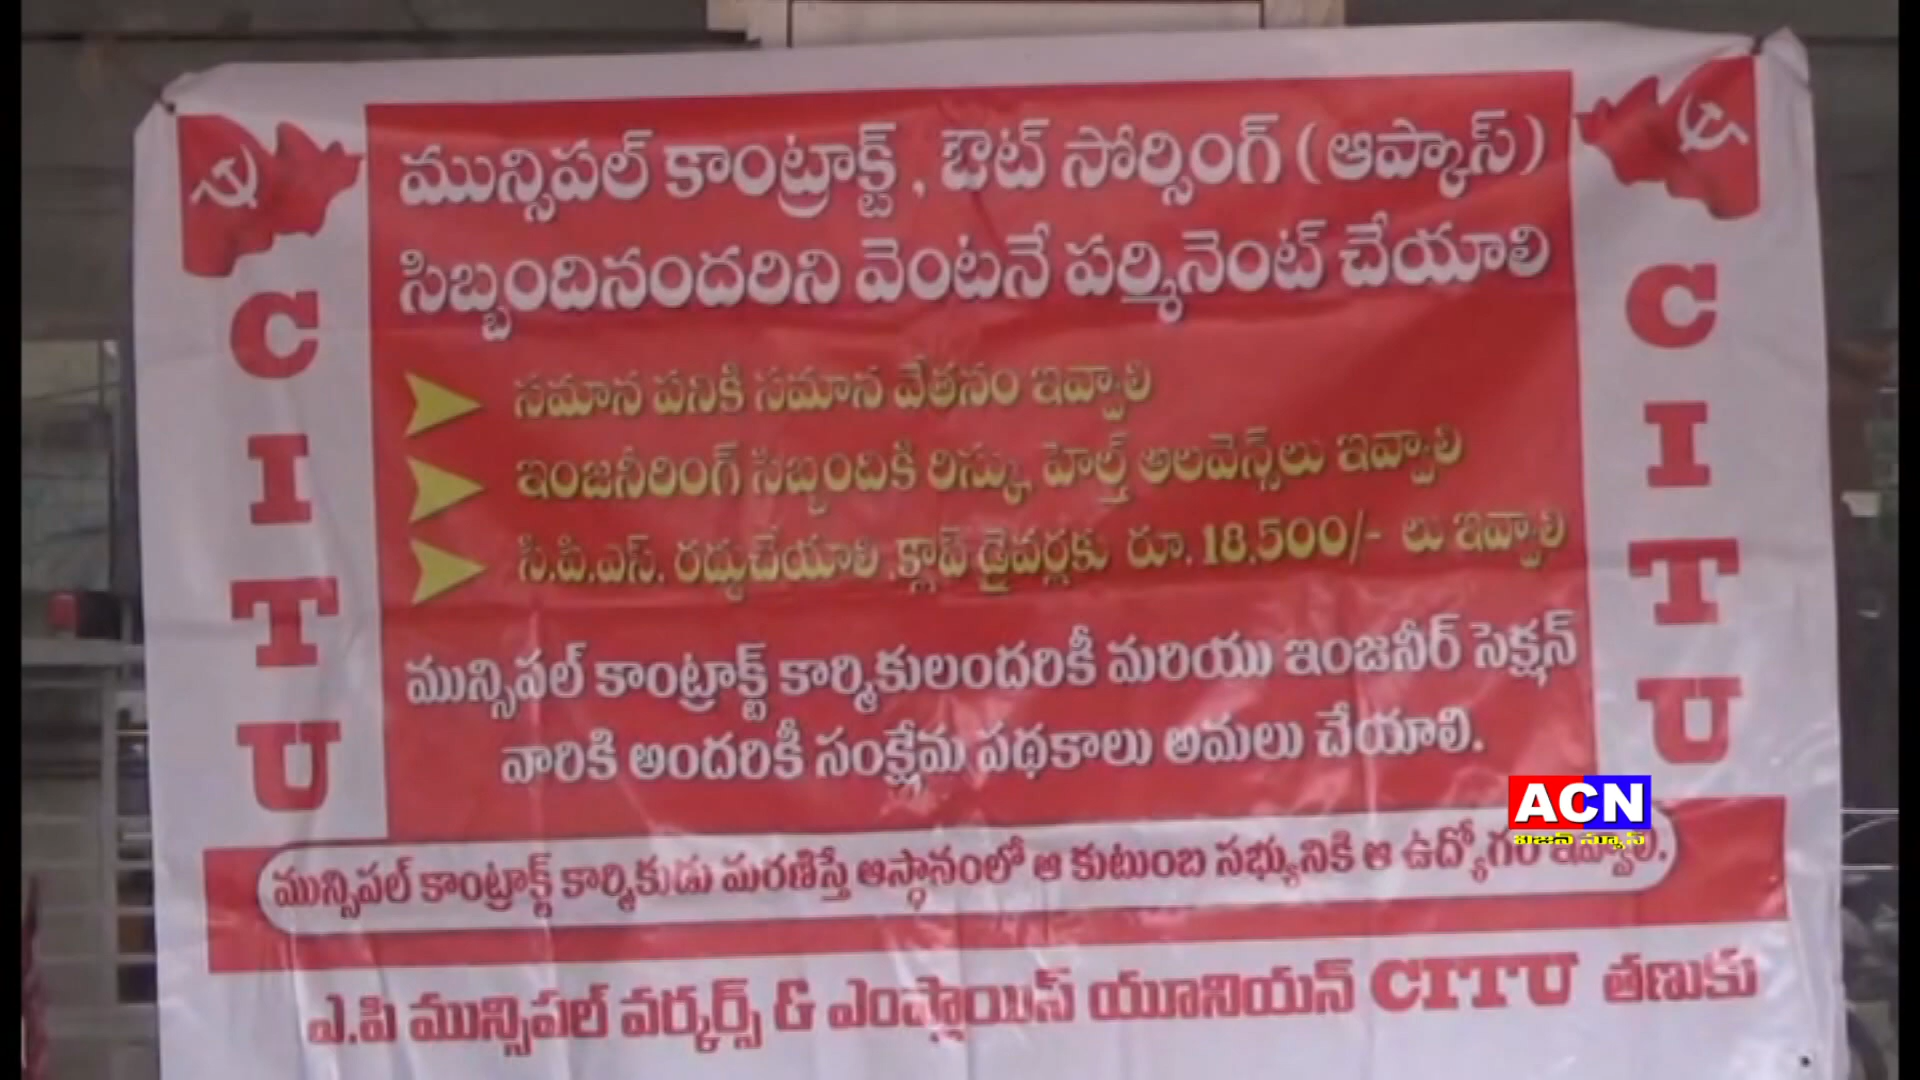 మున్సిపల్ కాంట్రాక్ట్, ఔట్ సోర్సింగ్ (ఆప్కాస్)
సిబ్బందినందరిని వెంటనే పర్మినెంట్ చేయాలి
సమాన పనికి సమాన వేతనం ఇవ్వాలి
ఇంజనీరింగ్ సిబ్బందికి రిస్కు, హెల్త్ అలవెన్స్‌లు ఇవ్వాలి
సి.పి.ఎస్. రద్దుచేయాలి. క్లాప్ డ్రైవర్లకు రూ. 18,500/- లు ఇవ్వాలి
మున్సిపల్ కాంట్రాక్ట్ కార్మికులందరికీ మరియు ఇంజనీర్ సెక్షన్
వారికి అందరికీ సంక్షేమ పథకాలు అమలు చేయాలి.
మున్సిపల్ కాంట్రాక్ట్ కార్మికుడు మరణిస్తే ఆస్థానంలో ఆ కుటుంబ సభ్యునికి ఆ ఉద్యోగం ఇవ్వాలి.
ఎ.పి మున్సిపల్ వర్కర్స్ & ఎంప్లాయిస్ యూనియన్ CITU తణుకు
CITU
CITU
ACN
విజన్ న్యూస్